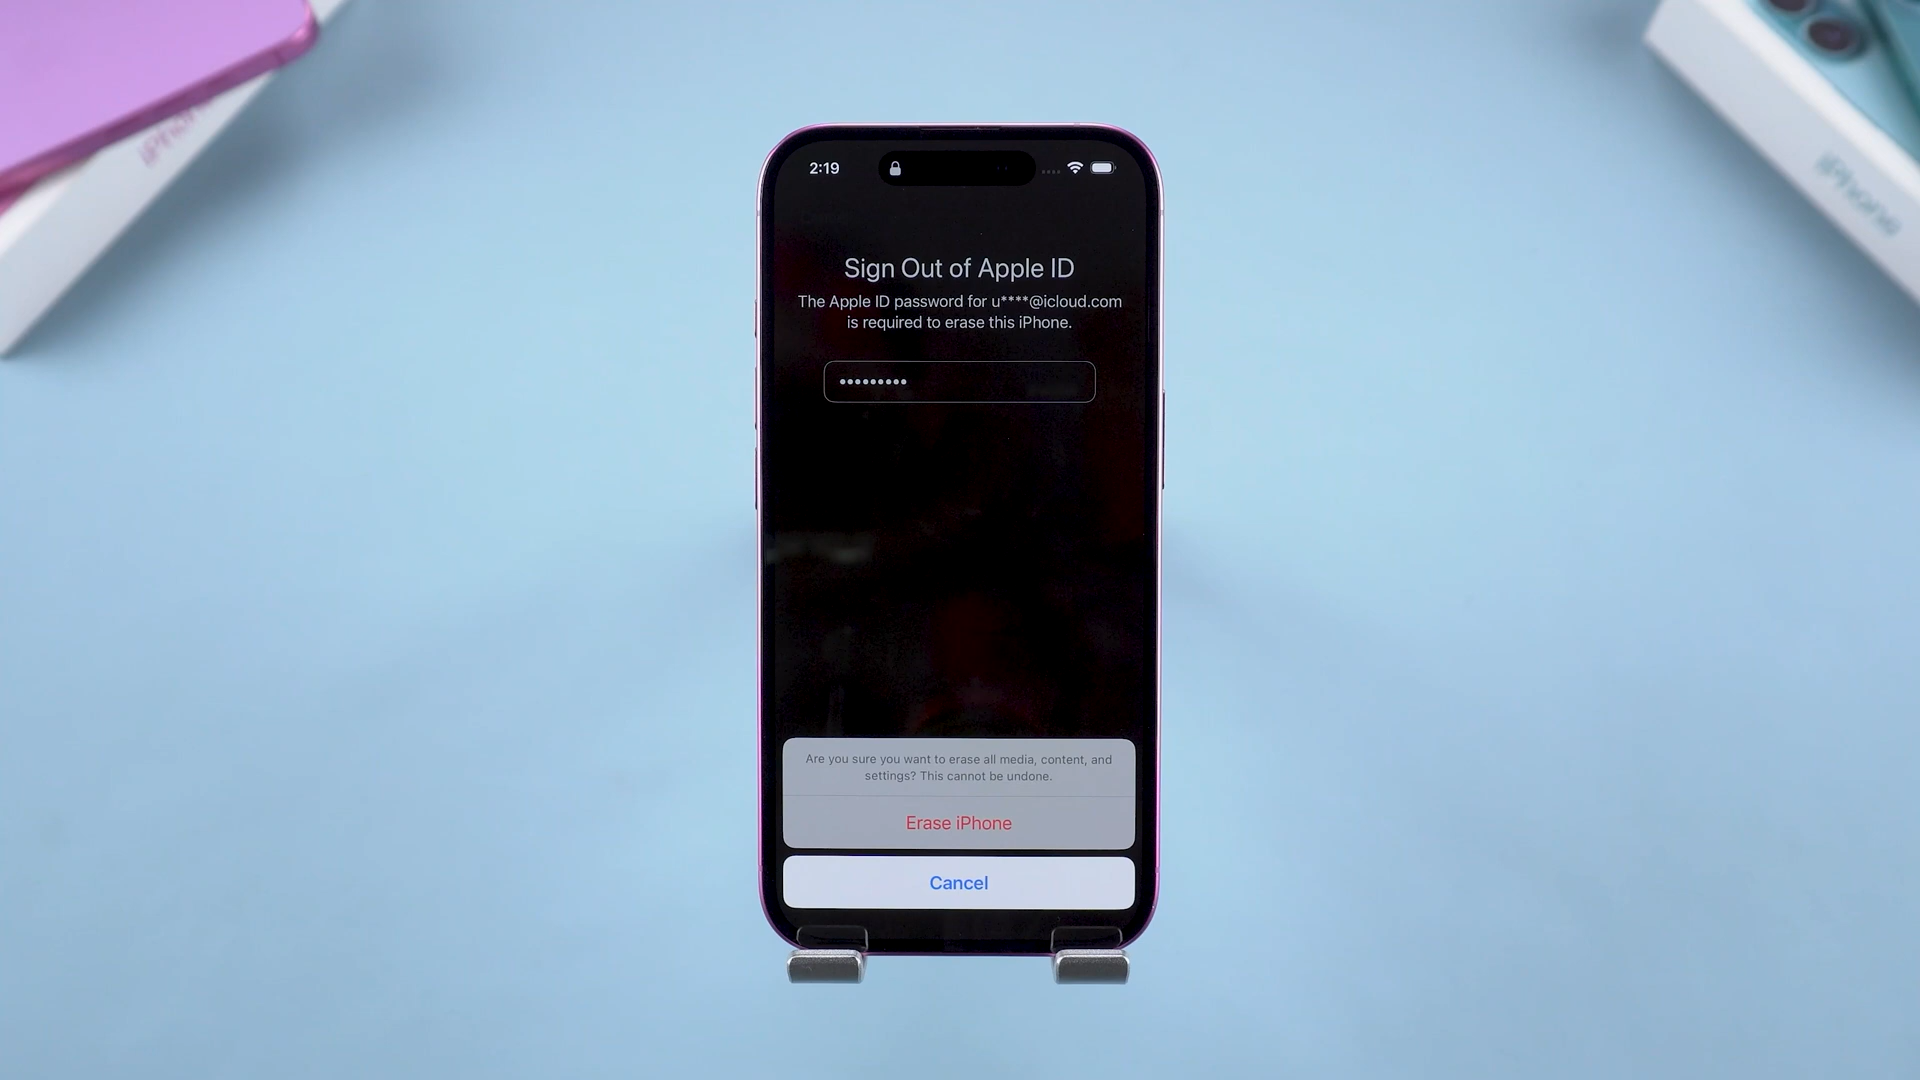 iPhone
iPhone
2:19
Sign Out of Apple ID
The Apple ID password for u****@icloud.com
is required to erase this iPhone.
•••••••••
Are you sure you want to erase all media, content, and
settings? This cannot be undone.
Erase iPhone
Cancel